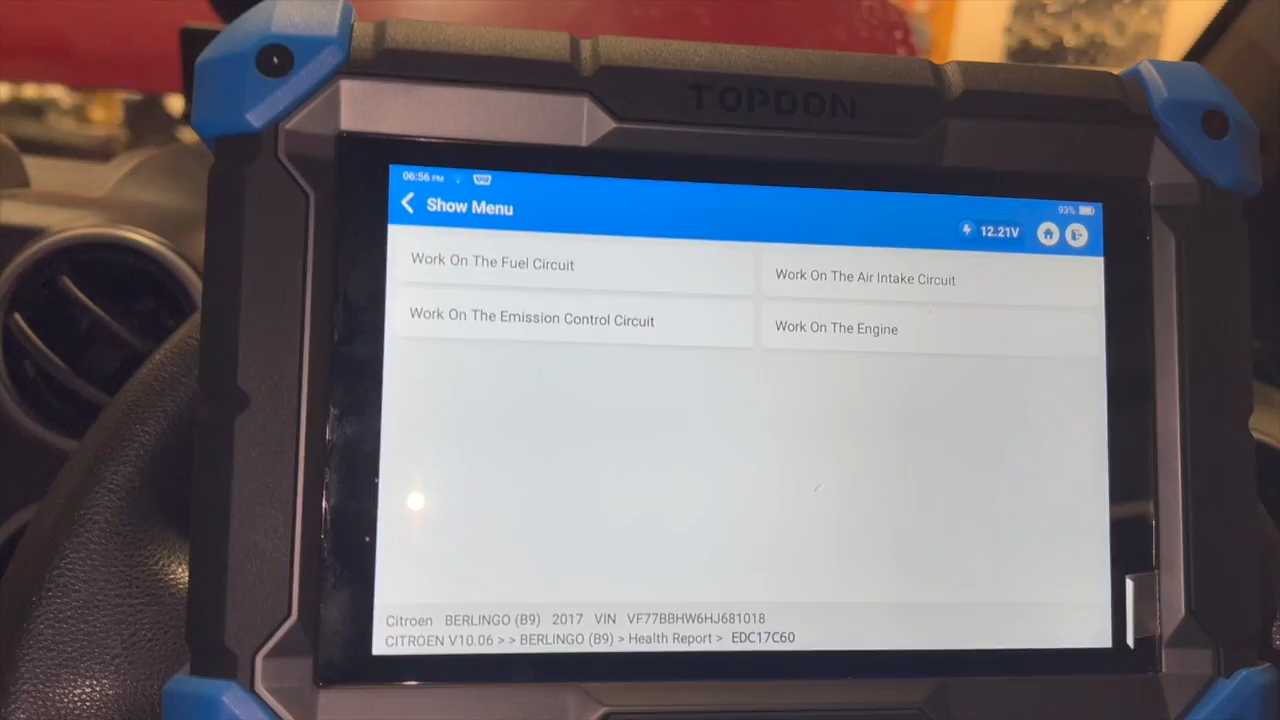 TOPDON
06:56 PM
93%
Show Menu
12.21V
Work On The Fuel Circuit
Work On The Air Intake Circuit
Work On The Emission Control Circuit
Work On The Engine
Citroen BERLINGO (B9) 2017 VIN VF77BBHW6HJ681018
CITROEN V10.06 > > BERLINGO (B9) > Health Report > EDC17C60